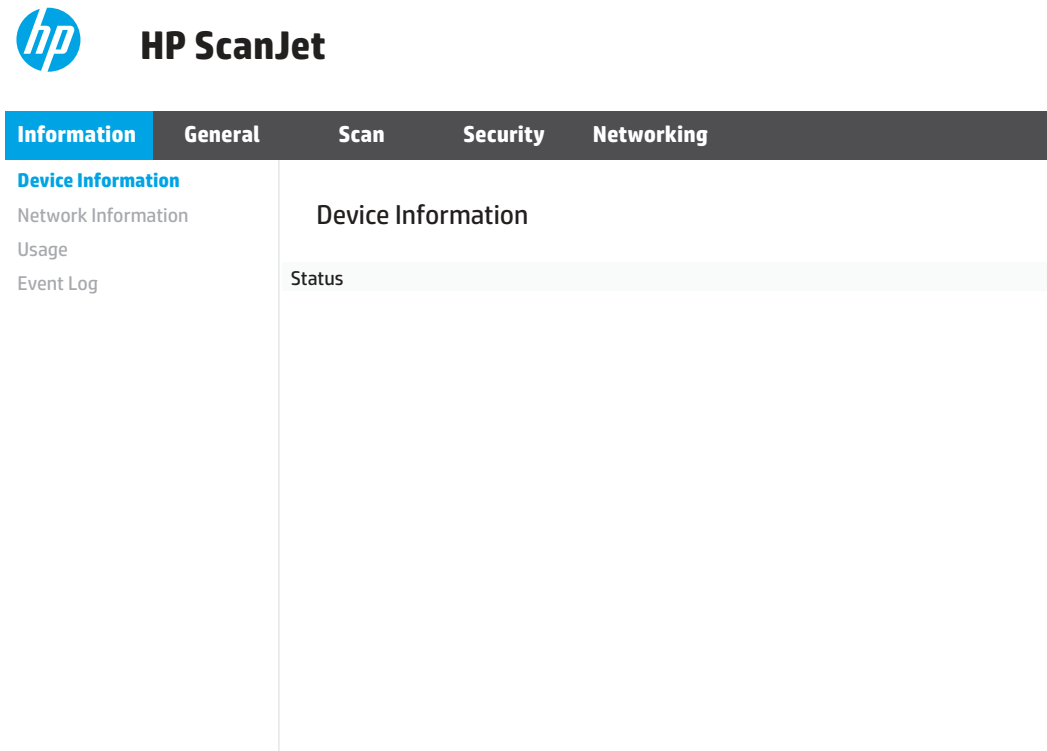 hp
HP ScanJet
Information General Scan Security Networking
Device Information
Network Information
Usage
Event Log
Device Information
Status